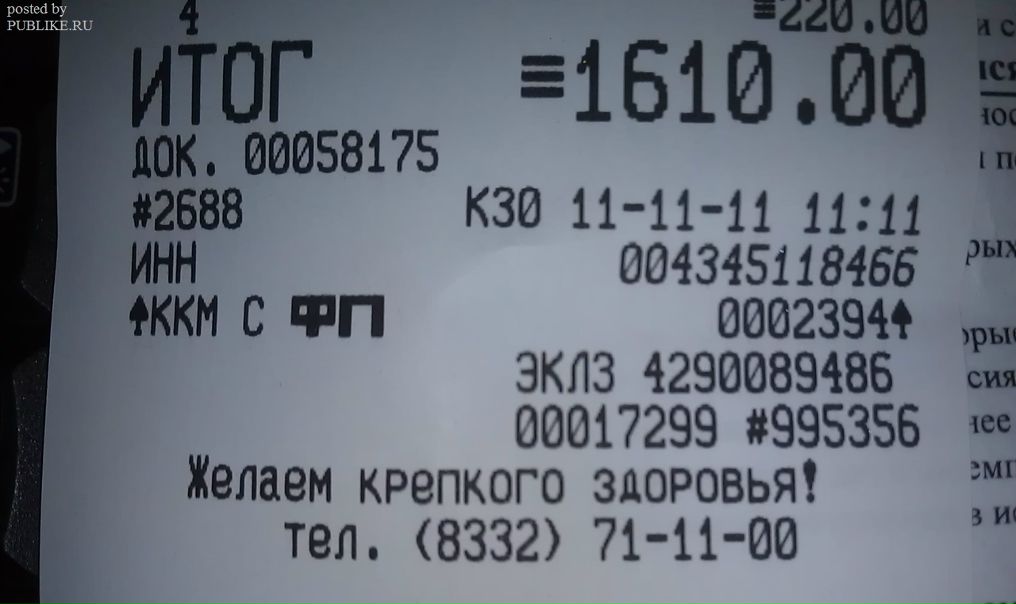 posted by
PUBLIKE.RU
4 ≡220.00
ИТОГ ≡1610.00
ДОК. 00058175
#2688 К30 11-11-11 11:11
ИНН 004345118466
↑ККМ С ФП 0002394↑
ЭКЛЗ 4290089486
00017299 #995356
Желаем крепкого здоровья!
тел. (8332) 71-11-00